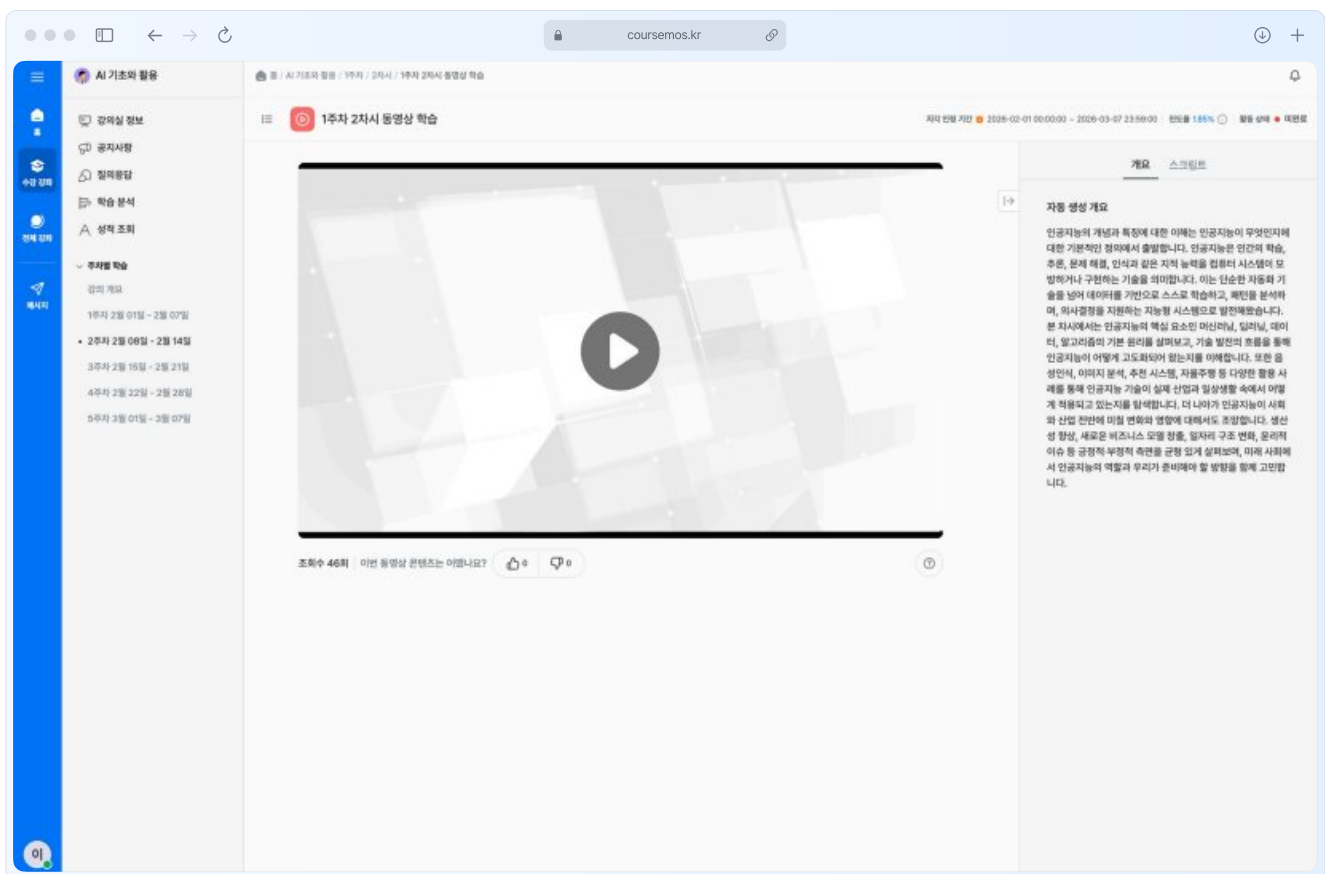 coursemos.kr
AI 기초와 활용
홈 / AI 기초와 활용 / 1주차 / 2차시 / 1주차 2차시 동영상 학습
홈
수강 강좌
전체 강좌
메시지
이
강의실 정보
공지사항
질의응답
학습 분석
성적 조회
주차별 학습
강의 개요
1주차 2월 01일 - 2월 07일
2주차 2월 08일 - 2월 14일
3주차 2월 15일 - 2월 21일
4주차 2월 22일 - 2월 28일
5주차 3월 01일 - 3월 07일
1주차 2차시 동영상 학습
지각 인정 기간 2026-02-01 00:00:00 ~ 2026-03-07 23:59:00 진도율 1.85% 활동 상태 미완료
조회수 46회 이번 동영상 콘텐츠는 어땠나요? 0 0
개요 스크립트
자동 생성 개요
인공지능의 개념과 특징에 대한 이해는 인공지능이 무엇인지에
대한 기본적인 정의에서 출발합니다. 인공지능은 인간의 학습,
추론, 문제 해결, 인식과 같은 지적 능력을 컴퓨터 시스템이 모
방하거나 구현하는 기술을 의미합니다. 이는 단순한 자동화 기
술을 넘어 데이터를 기반으로 스스로 학습하고, 패턴을 분석하
며, 의사결정을 지원하는 지능형 시스템으로 발전해왔습니다.
본 차시에서는 인공지능의 핵심 요소인 머신러닝, 딥러닝, 데이
터, 알고리즘의 기본 원리를 살펴보고, 기술 발전의 흐름을 통해
인공지능이 어떻게 고도화되어 왔는지를 이해합니다. 또한 음
성인식, 이미지 분석, 추천 시스템, 자율주행 등 다양한 활용 사
례를 통해 인공지능 기술이 실제 산업과 일상생활 속에서 어떻
게 적용되고 있는지를 탐색합니다. 더 나아가 인공지능이 사회
와 산업 전반에 미칠 변화와 영향에 대해서도 조망합니다. 생산
성 향상, 새로운 비즈니스 모델 창출, 일자리 구조 변화, 윤리적
이슈 등 긍정적·부정적 측면을 균형 있게 살펴보며, 미래 사회에
서 인공지능의 역할과 우리가 준비해야 할 방향을 함께 고민합
니다.